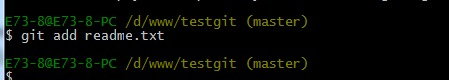 E73-8@E73-8-PC /d/www/testgit (master)
$ git add readme.txt
E73-8@E73-8-PC /d/www/testgit (master)
$